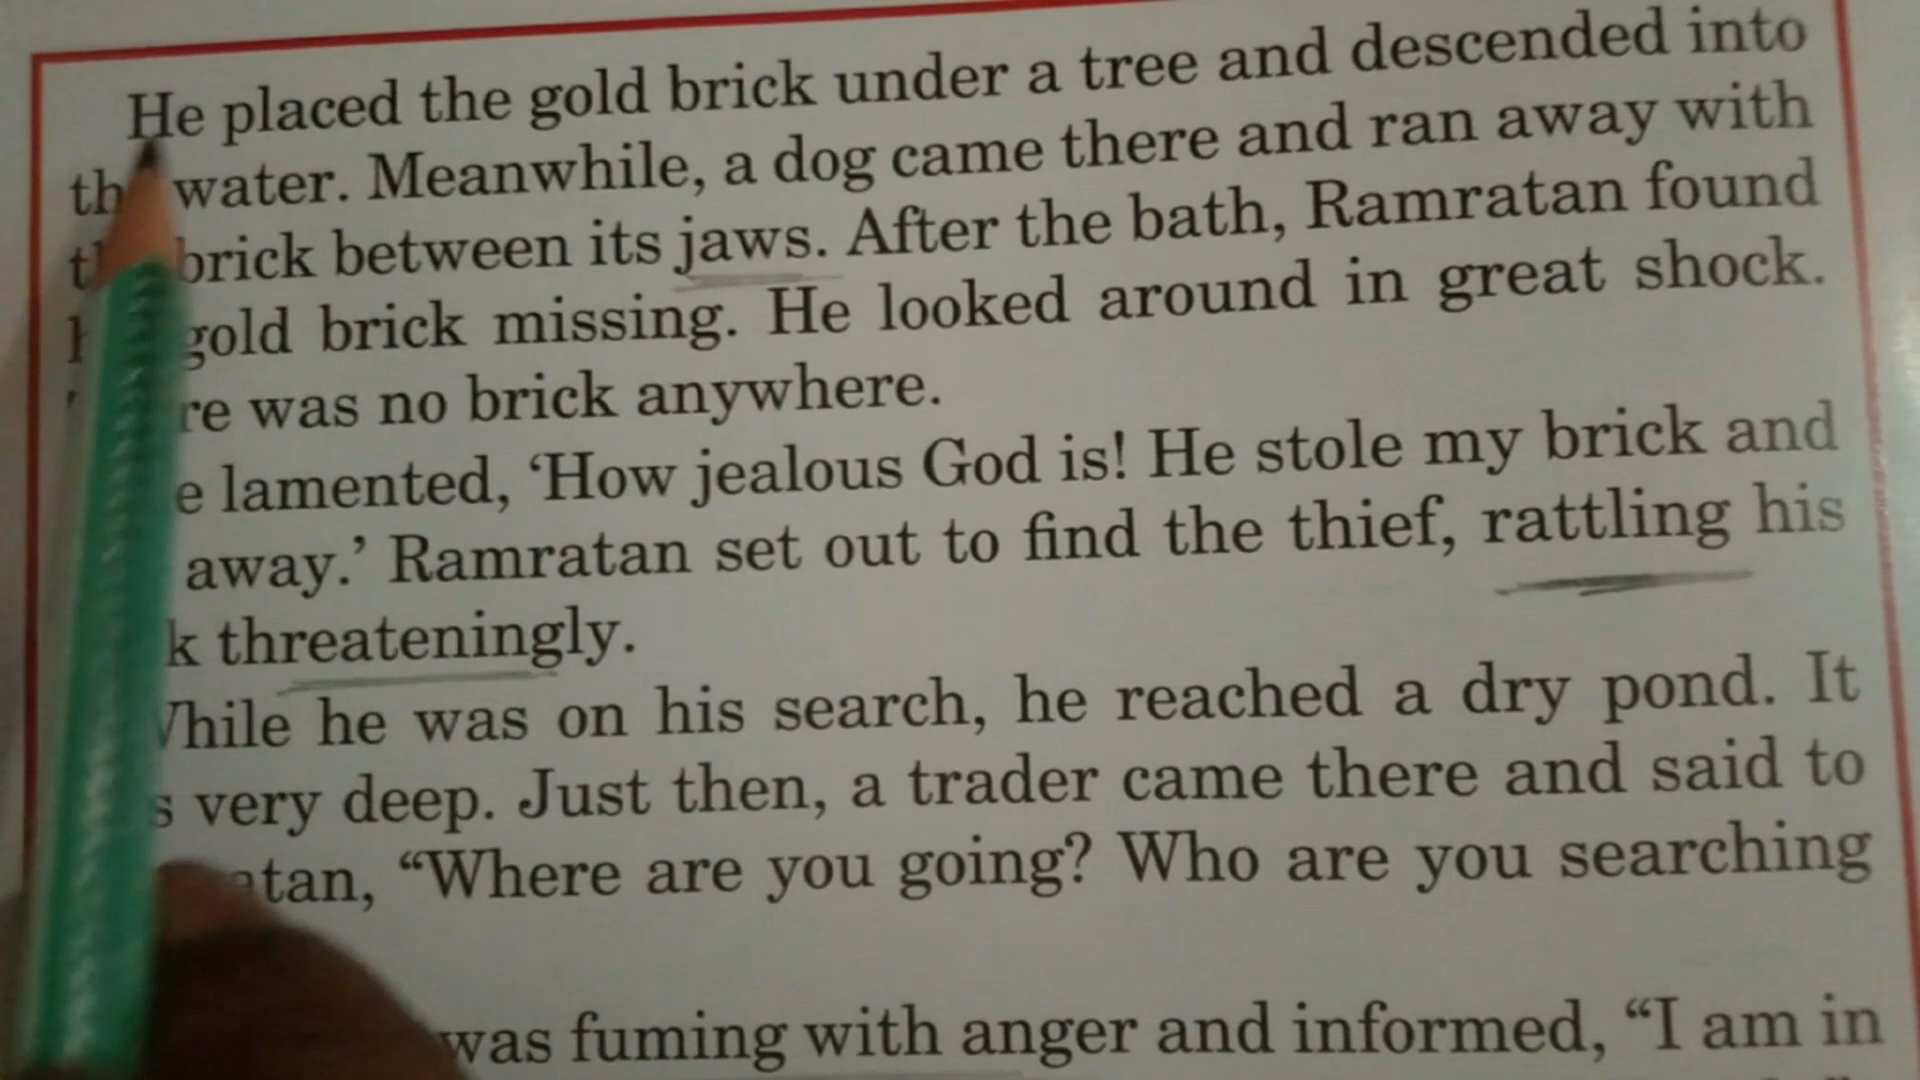 He placed the gold brick under a tree and descended into
water. Meanwhile, a dog came there and ran away with
brick between its jaws. After the bath, Ramratan found
gold brick missing. He looked around in great shock.
was no brick anywhere.
lamented, ‘How jealous God is! He stole my brick and
away.’ Ramratan set out to find the thief, rattling his
threateningly.
While he was on his search, he reached a dry pond. It
very deep. Just then, a trader came there and said to
“Where are you going? Who are you searching
was fuming with anger and informed, “I am in